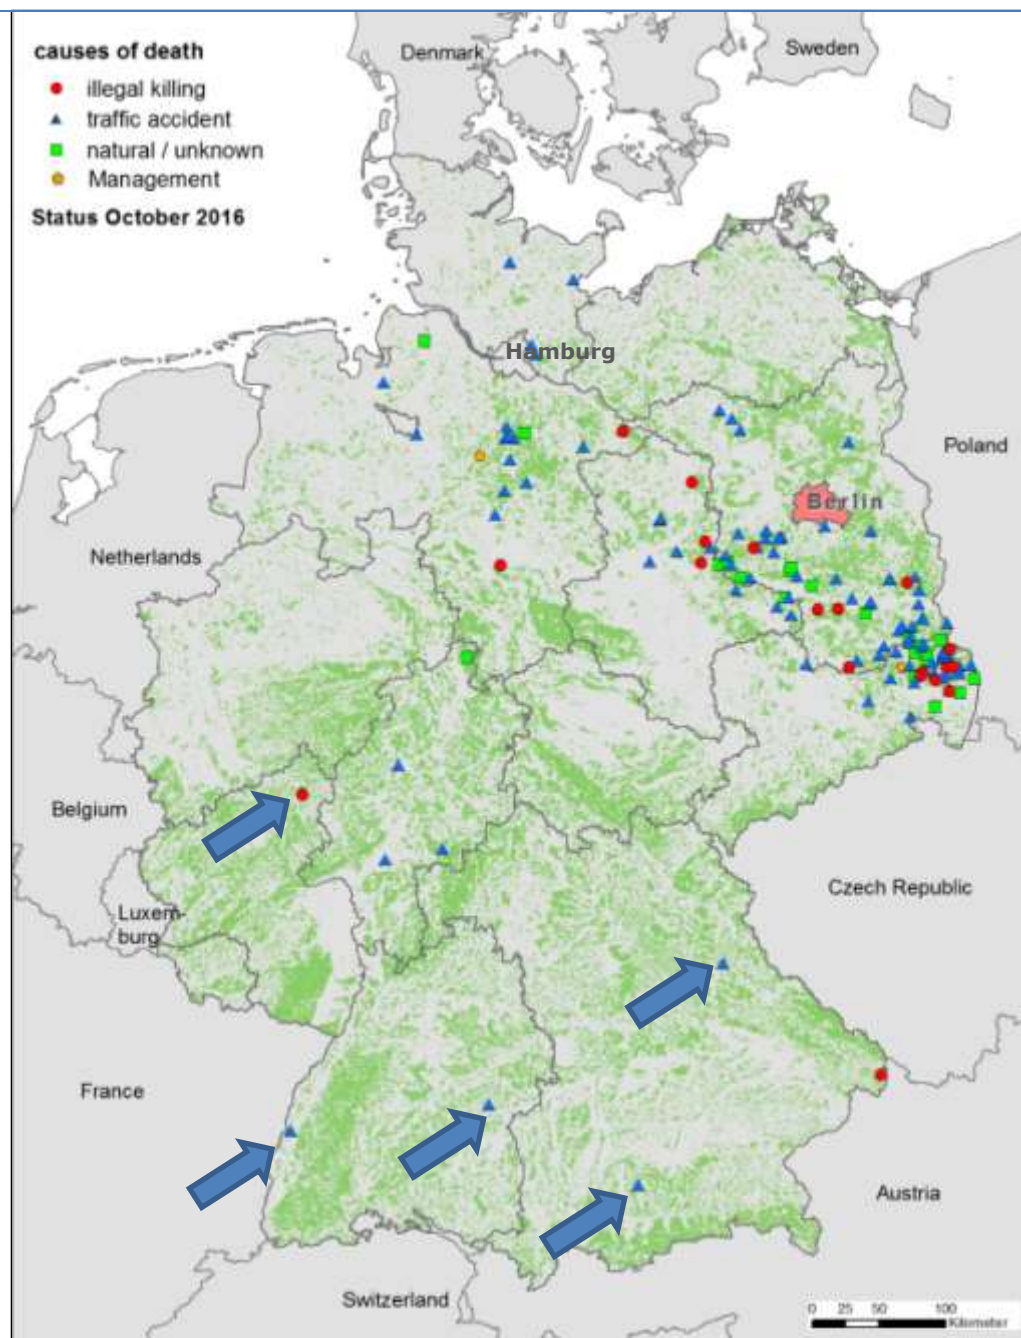 causes of death
illegal killing
traffic accident
natural / unknown
Management
Status October 2016
Denmark
Sweden
Hamburg
Poland
Berlin
Netherlands
Belgium
Czech Republic
Luxem-
burg
France
Austria
Switzerland
0 25 50 100
Kilometer